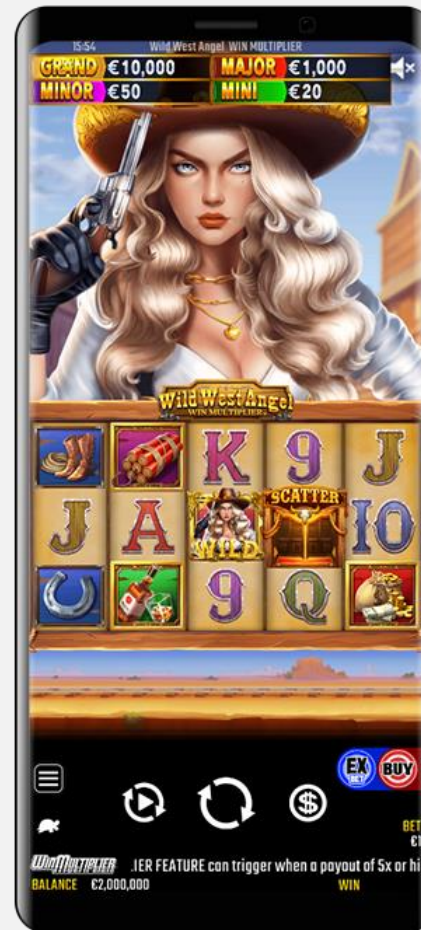 15:54 Wild West Angel WIN MULTIPLIER
GRAND €10,000 MAJOR €1,000
MINOR €50 MINI €20
Wild West Angel
WIN MULTIPLIER
K 9 J
J A WILD SCATTER 10
9 Q
EX BET BUY
BET
WINMULTIPLIER .IER FEATURE can trigger when a payout of 5x or hi
BALANCE €2,000,000 WIN